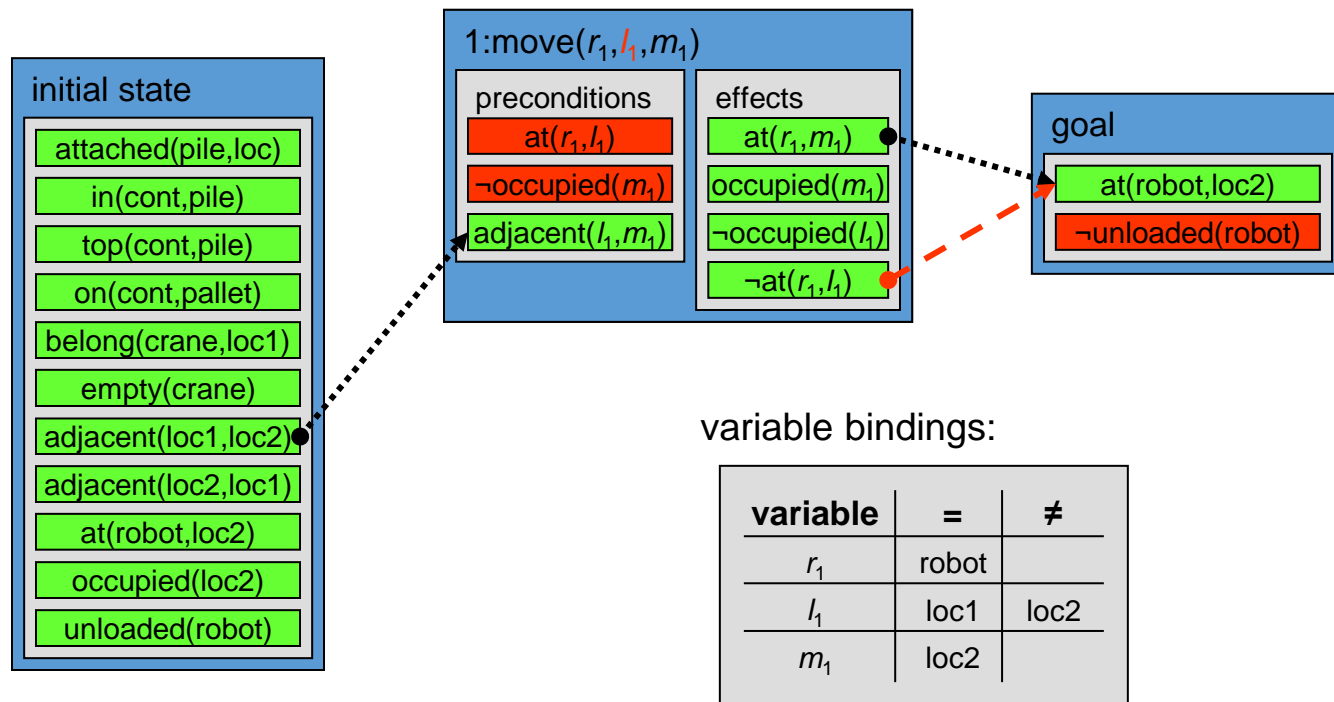 initial state
attached(pile,loc)
in(cont,pile)
top(cont,pile)
on(cont,pallet)
belong(crane,loc1)
empty(crane)
adjacent(loc1,loc2)
adjacent(loc2,loc1)
at(robot,loc2)
occupied(loc2)
unloaded(robot)
1:move(r₁,l₁,m₁)
preconditions
at(r₁,l₁)
¬occupied(m₁)
adjacent(l₁,m₁)
effects
at(r₁,m₁)
occupied(m₁)
¬occupied(l₁)
¬at(r₁,l₁)
goal
at(robot,loc2)
¬unloaded(robot)
variable bindings:
variable = ≠
r₁ robot
l₁ loc1 loc2
m₁ loc2